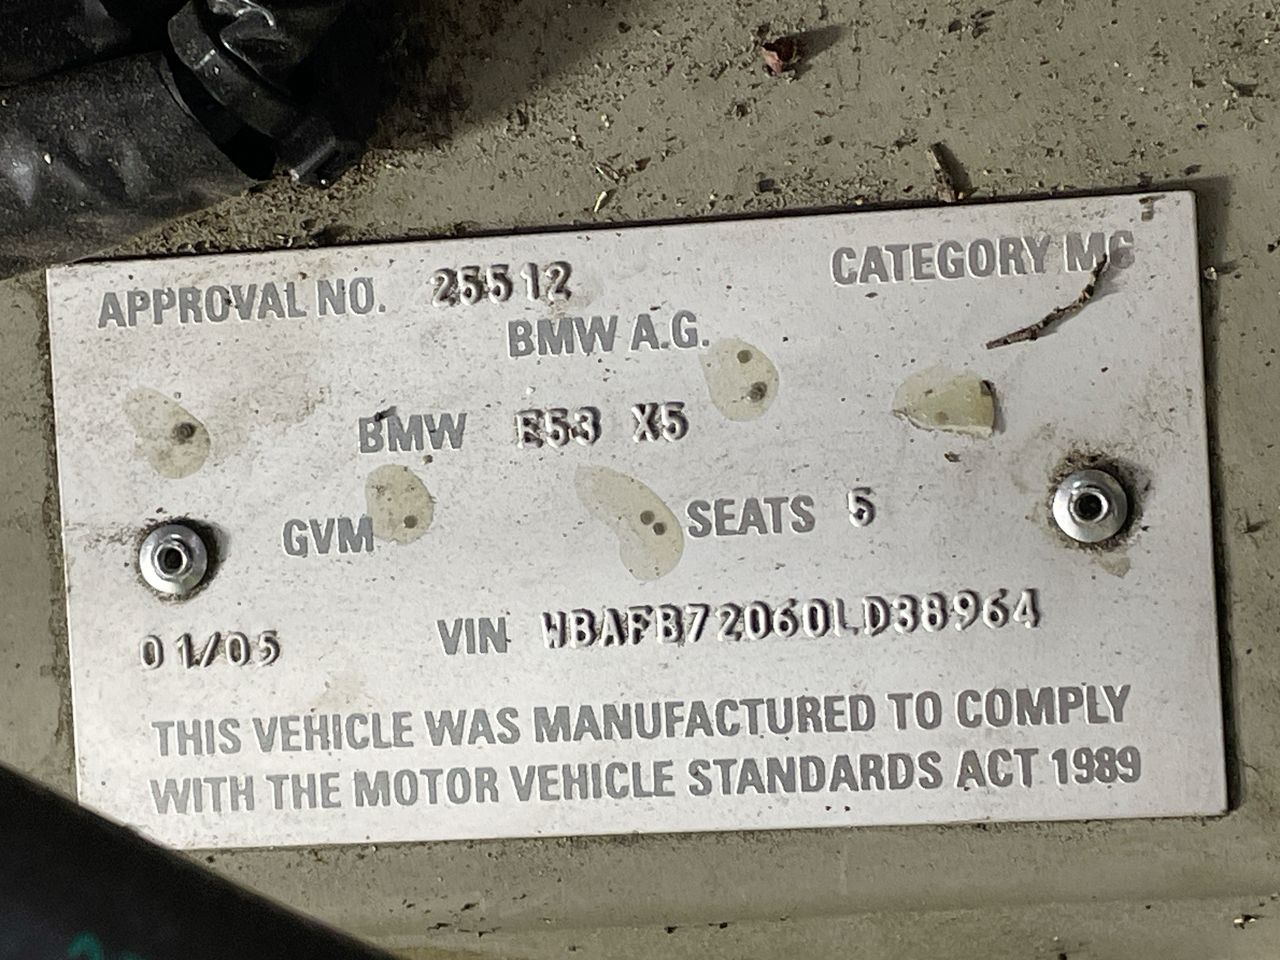 APPROVAL NO. 25512 CATEGORY MC
BMW A.G.
BMW E53 X5
GVM SEATS 5
01/05 VIN WBAFB72060LD38964
THIS VEHICLE WAS MANUFACTURED TO COMPLY
WITH THE MOTOR VEHICLE STANDARDS ACT 1989